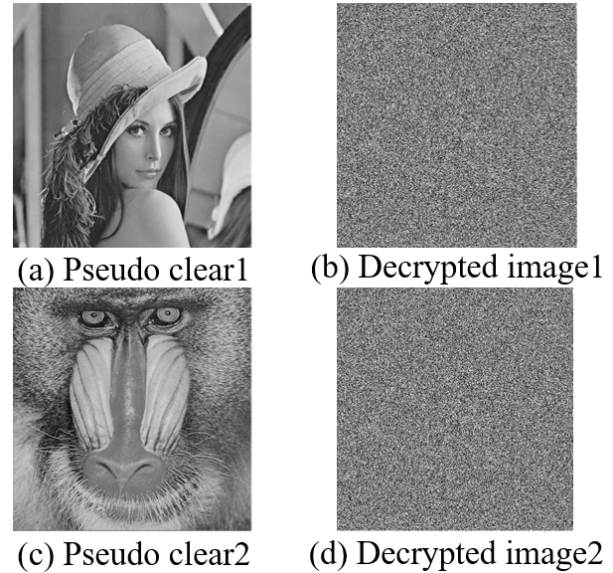 (a) Pseudo clear1
(b) Decrypted image1
(c) Pseudo clear2
(d) Decrypted image2